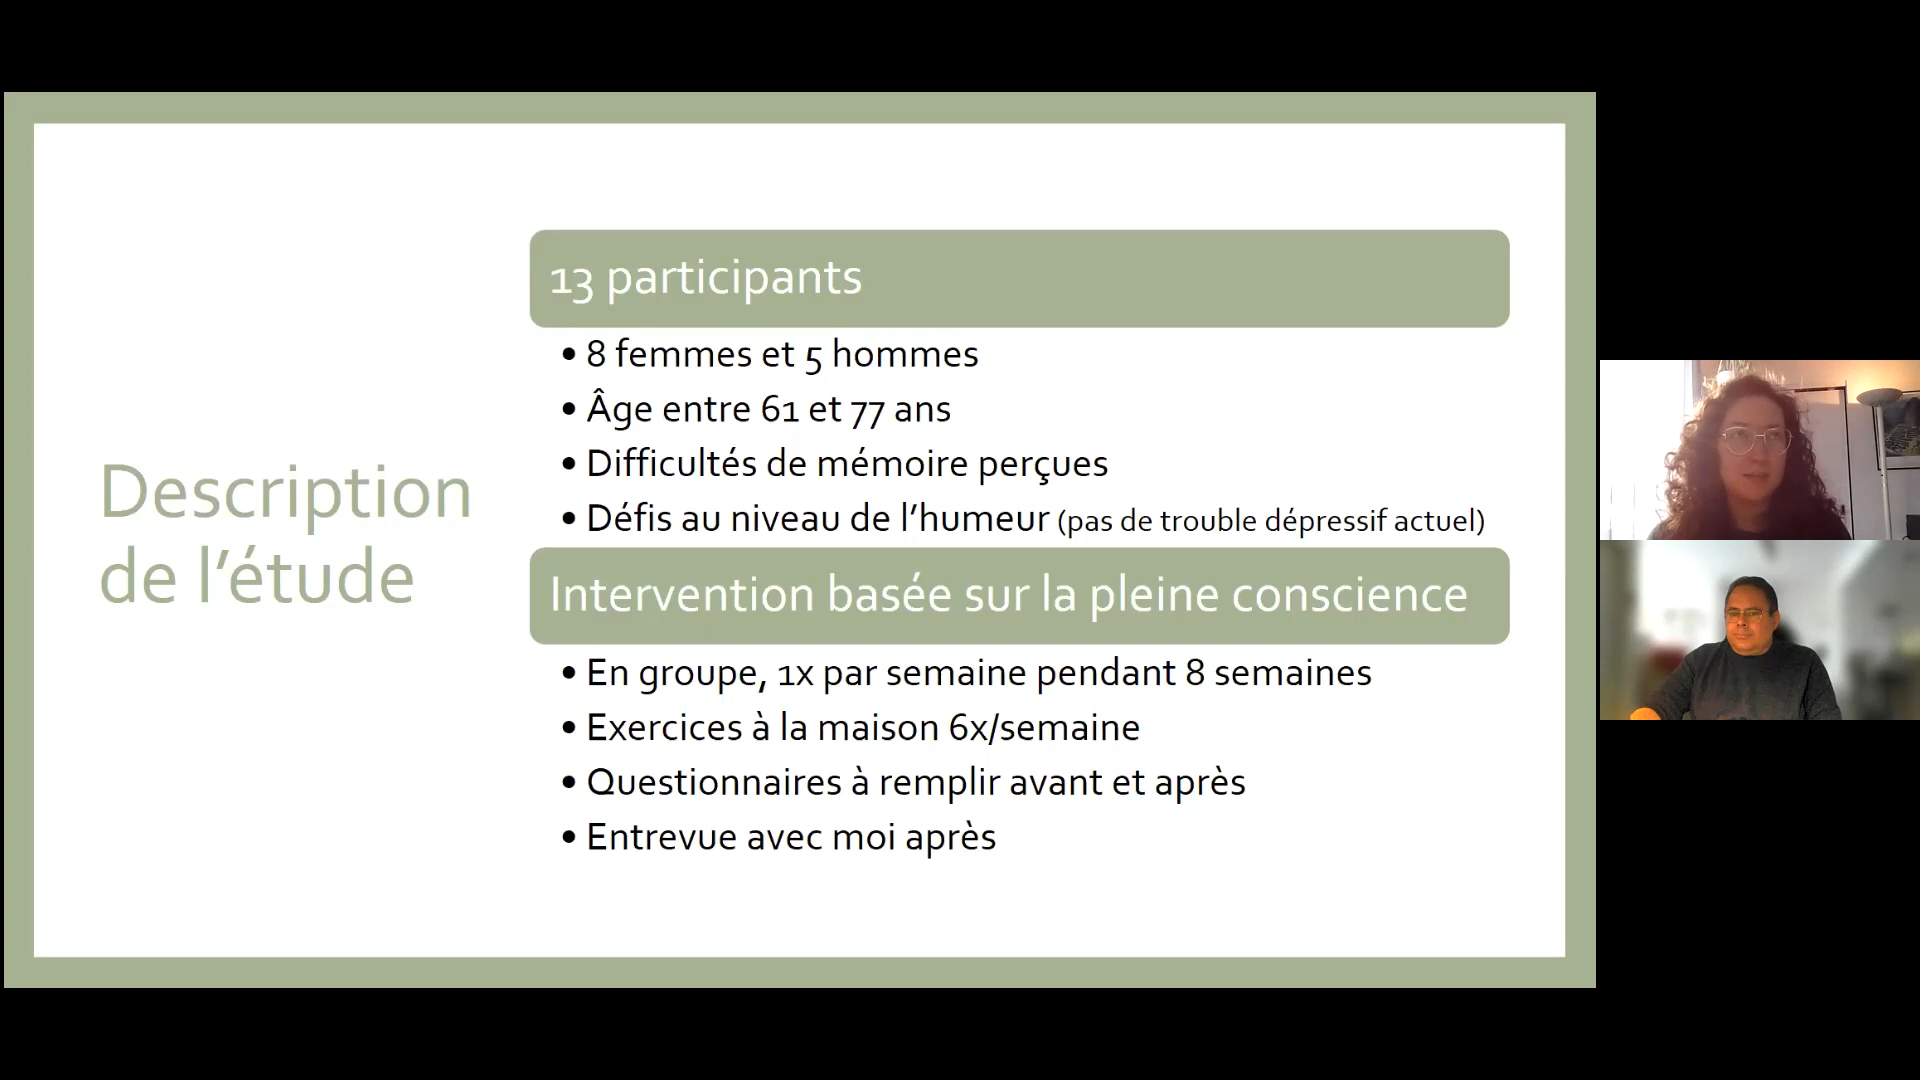 Description
de l’étude
13 participants
• 8 femmes et 5 hommes
• Âge entre 61 et 77 ans
• Difficultés de mémoire perçues
• Défis au niveau de l’humeur (pas de trouble dépressif actuel)
Intervention basée sur la pleine conscience
• En groupe, 1x par semaine pendant 8 semaines
• Exercices à la maison 6x/semaine
• Questionnaires à remplir avant et après
• Entrevue avec moi après